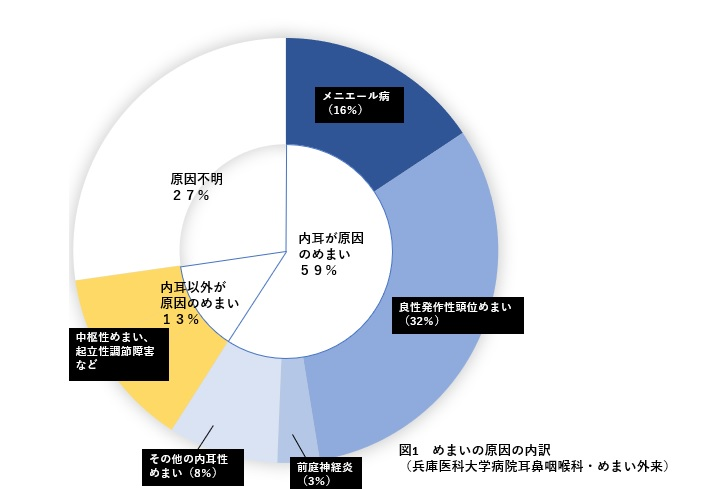 メニエール病
（16%）
原因不明
２７％
内耳が原因
のめまい
５９％
内耳以外が
原因のめまい
１３％
良性発作性頭位めまい
（32%）
中枢性めまい、
起立性調節障害
など
その他の内耳性
めまい（8%）
前庭神経炎
（3%）
図1　めまいの原因の内訳
（兵庫医科大学病院耳鼻咽喉科・めまい外来）